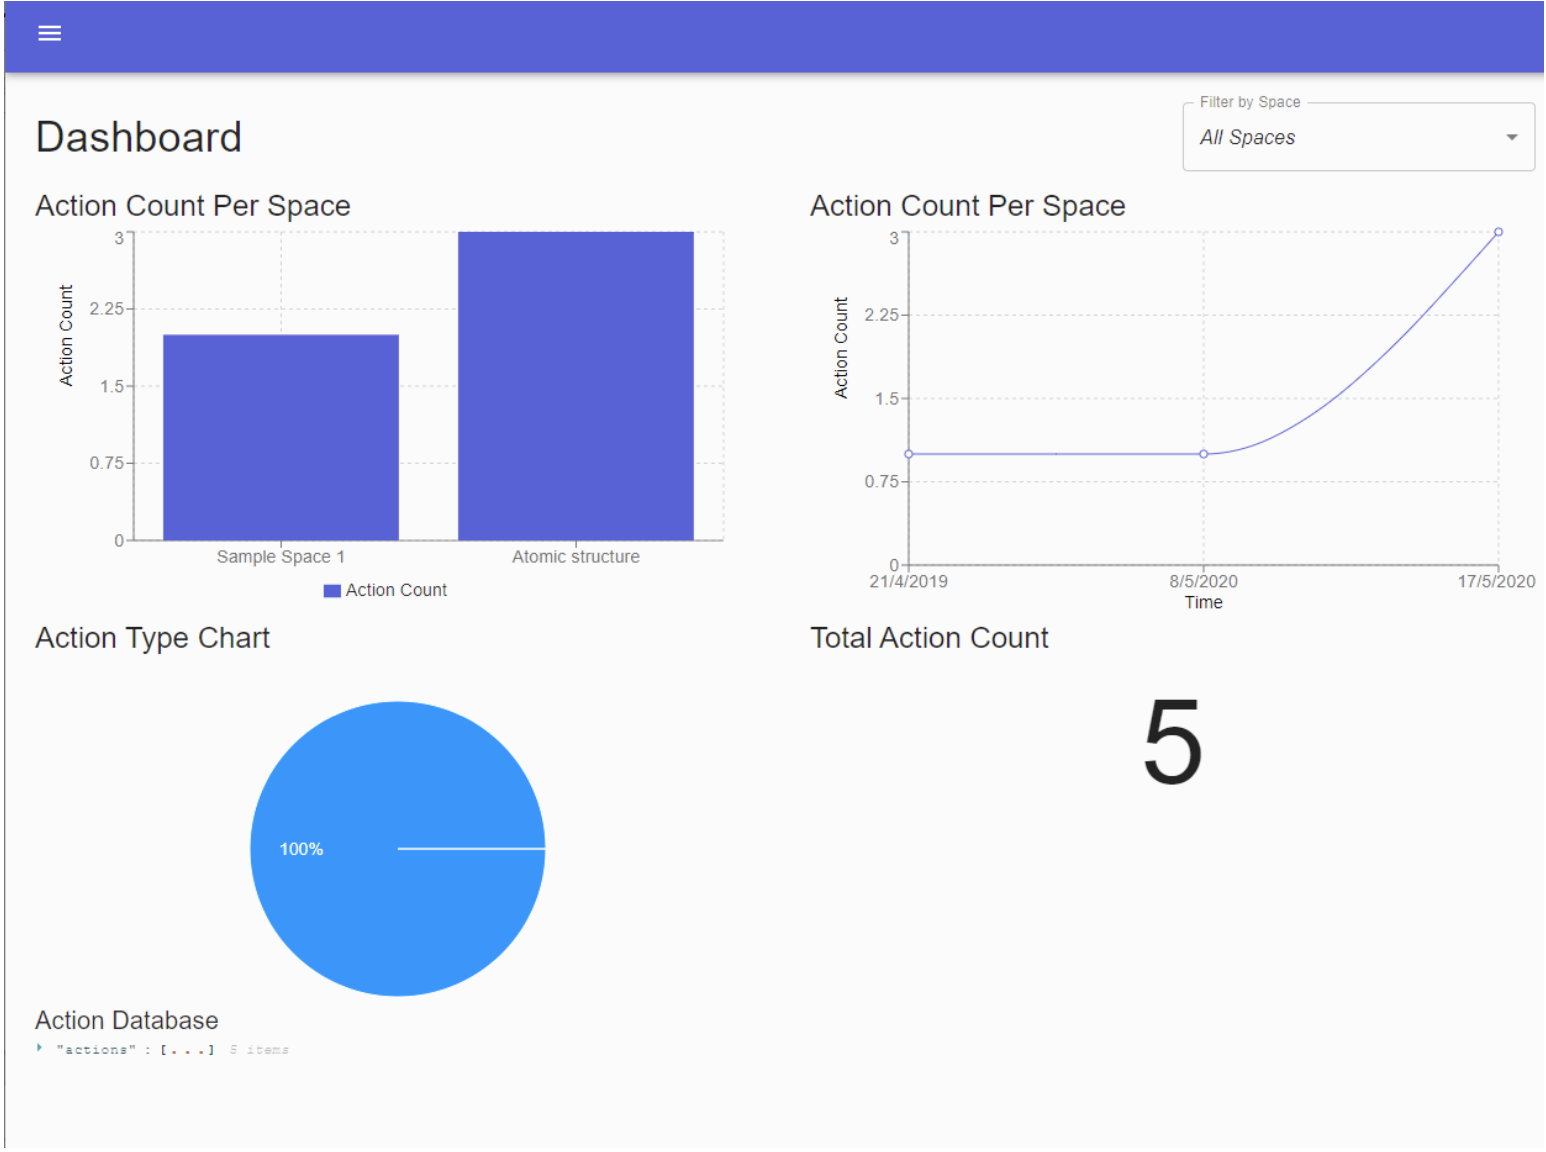 Filter by Space
All Spaces
Dashboard
Action Count Per Space
3
2.25
1.5
0.75
0
Action Count
Sample Space 1
Atomic structure
Action Count
Action Count Per Space
3
2.25
1.5
0.75
0
Action Count
21/4/2019
8/5/2020
17/5/2020
Time
Action Type Chart
100%
Total Action Count
5
Action Database
"actions" : [...] 5 items